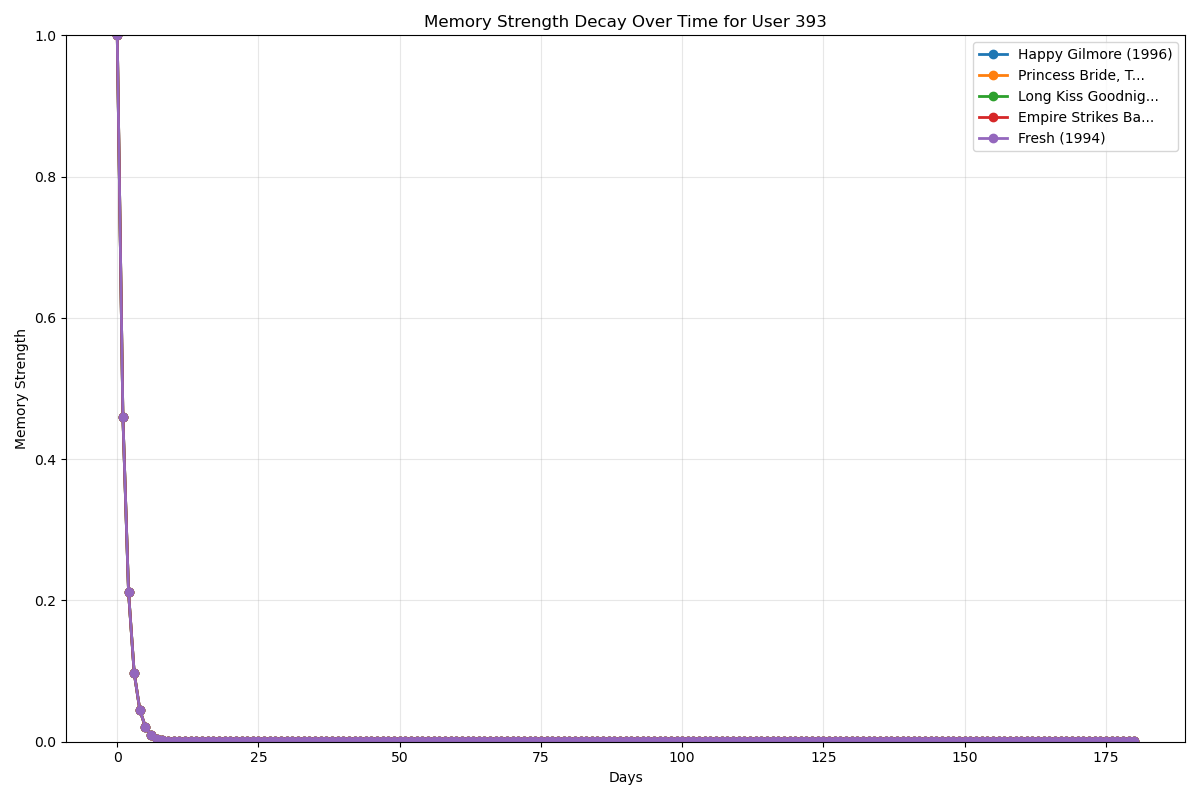 Memory Strength Decay Over Time for User 393
Happy Gilmore (1996)
Princess Bride, T...
Long Kiss Goodnig...
Empire Strikes Ba...
Fresh (1994)
Memory Strength
1.0
0.8
0.6
0.4
0.2
0.0
0 25 50 75 100 125 150 175
Days